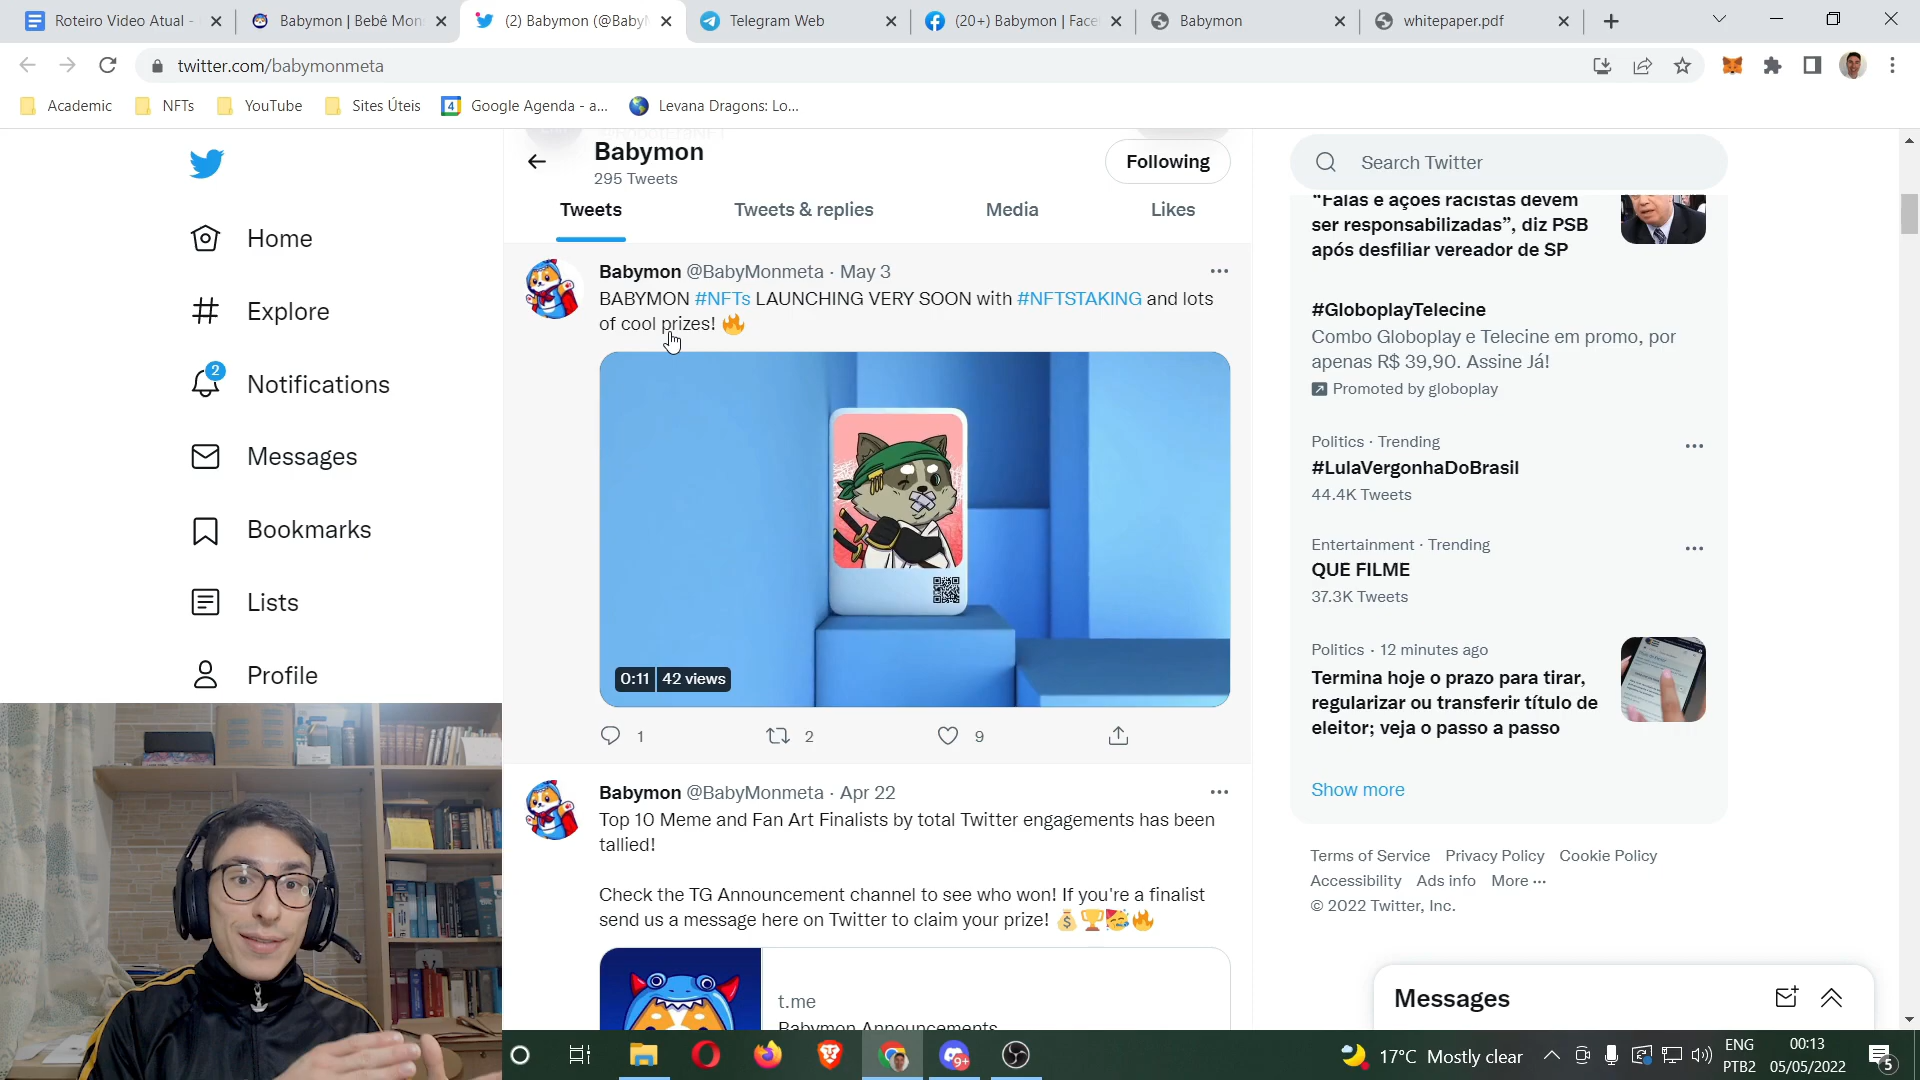 Roteiro Video Atual -
Babymon | Bebê Mon
(2) Babymon (@Baby
Telegram Web
(20+) Babymon | Face
Babymon
whitepaper.pdf
twitter.com/babymonmeta
Academic
NFTs
YouTube
Sites Úteis
4
Google Agenda - a...
Levana Dragons: Lo...
Babymon
295 Tweets
Following
Tweets
Tweets & replies
Media
Likes
Home
Explore
2
Notifications
Messages
Bookmarks
Lists
Profile
Babymon @BabyMonmeta · May 3
BABYMON #NFTs LAUNCHING VERY SOON with #NFTSTAKING and lots
of cool prizes! 🔥
0:11
42 views
1
2
9
Babymon @BabyMonmeta · Apr 22
Top 10 Meme and Fan Art Finalists by total Twitter engagements has been
tallied!
Check the TG Announcement channel to see who won! If you're a finalist
send us a message here on Twitter to claim your prize! 💰🏆🥳🔥
t.me
Babymon Announcements
Search Twitter
“Falas e ações racistas devem
ser responsabilizadas”, diz PSB
após desfiliar vereador de SP
#GloboplayTelecine
Combo Globoplay e Telecine em promo, por
apenas R$ 39,90. Assine Já!
Promoted by globoplay
Politics · Trending
#LulaVergonhaDoBrasil
44.4K Tweets
Entertainment · Trending
QUE FILME
37.3K Tweets
Politics · 12 minutes ago
Termina hoje o prazo para tirar,
regularizar ou transferir título de
eleitor; veja o passo a passo
Show more
Terms of Service Privacy Policy Cookie Policy
Accessibility Ads info More ···
© 2022 Twitter, Inc.
Messages
9+
17°C Mostly clear
ENG
PTB2
00:13
05/05/2022
5